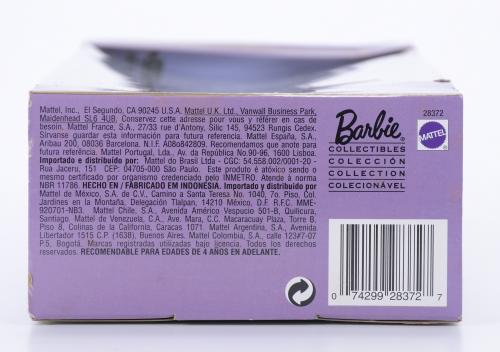 Mattel, Inc., El Segundo, CA 90245 U.S.A. Mattel U.K. Ltd., Vanwall Business Park,
Maidenhead SL6 4UB. Conservez cette adresse pour vous y référer en cas de
besoin. Mattel France, S.A., 27/33 rue d'Antony, Silic 145, 94523 Rungis Cedex.
Sírvanse guardar esta información para futura referencia. Mattel España, S.A.,
Aribau 200, 08036 Barcelona. N.I.F. A08842809. Recomendamos que anote para
futura referência. Mattel Portugal, Lda., Av. da República No.90-96, 1600 Lisboa.
Importado e distribuido por: Mattel do Brasil Ltda - CGC: 54.558.002/0001-20 -
Rua Jaceru, 151 CEP: 04705-000 São Paulo. Este produto é atóxico sendo o
mesmo certificado por organismo credenciado pelo INMETRO. Atende à norma
NBR 11786. HECHO EN / FABRICADO EM INDONESIA. Importado y distribuido por:
Mattel de México, S.A. de C.V., Camino a Santa Teresa No. 1040, 7o. Piso, Col.
Jardines en la Montaña, Delegación Tlalpan, 14210 México, D.F. R.F.C. MME-
920701-NB3. Mattel Chile, S.A., Avenida Américo Vespucio 501-B, Quilicura,
Santiago. Mattel de Venezuela, C.A., Ave. Mara, C.C. Macaracuay Plaza, Torre B,
Piso 8, Colinas de la California, Caracas 1071. Mattel Argentina, S.A., Avenida
Libertador 1515 C.P. (1638), Buenos Aires. Mattel Colombia, S.A., calle 123#7-07
P.5, Bogotá. Marcas registradas utilizadas bajo licencia. Todos los derechos
reservados. RECOMENDABLE PARA EDADES DE 4 AÑOS EN ADELANTE.
28372
Barbie
MATTEL
COLLECTIBLES
COLECCIÓN
COLLECTION
COLECIONÁVEL
0 74299 28372 7